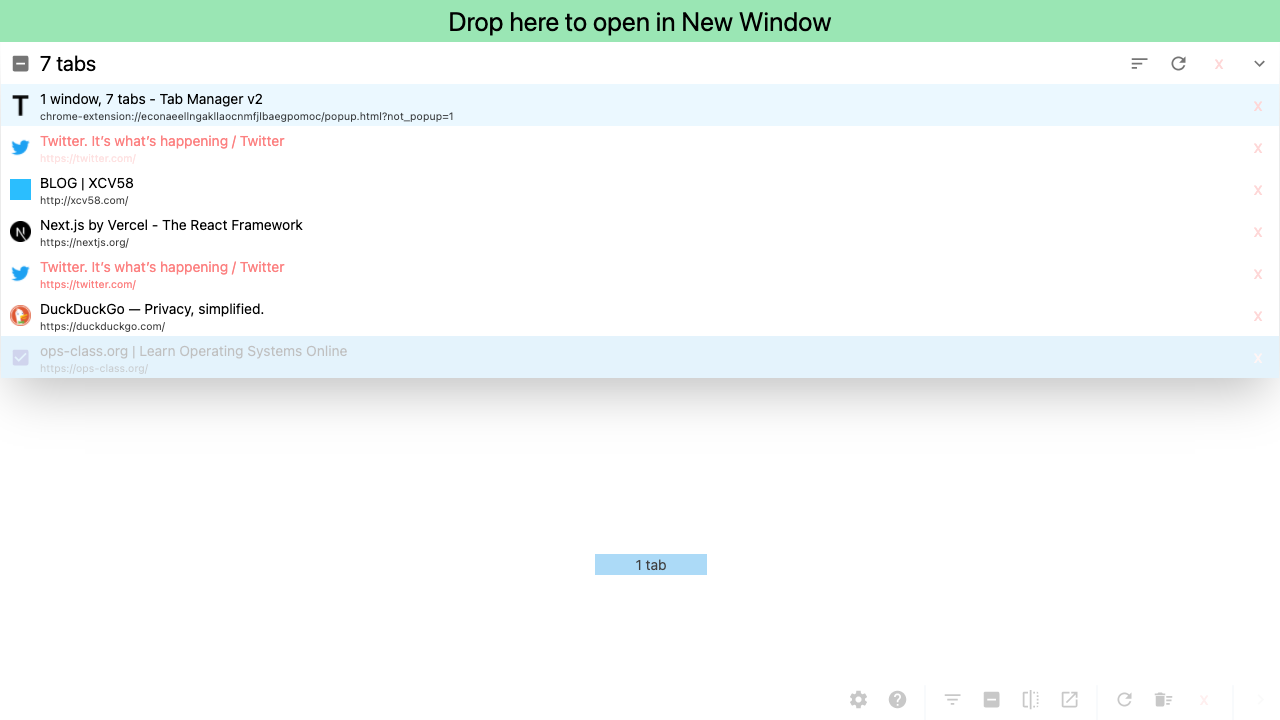 Drop here to open in New Window
7 tabs
x
1 window, 7 tabs - Tab Manager v2
chrome-extension://econaeellngakllaocnmfjlbaegpomoc/popup.html?not_popup=1
x
Twitter. It's what's happening / Twitter
https://twitter.com/
x
BLOG | XCV58
http://xcv58.com/
x
Next.js by Vercel - The React Framework
https://nextjs.org/
x
Twitter. It's what's happening / Twitter
https://twitter.com/
x
DuckDuckGo — Privacy, simplified.
https://duckduckgo.com/
x
ops-class.org | Learn Operating Systems Online
https://ops-class.org/
x
1 tab
x